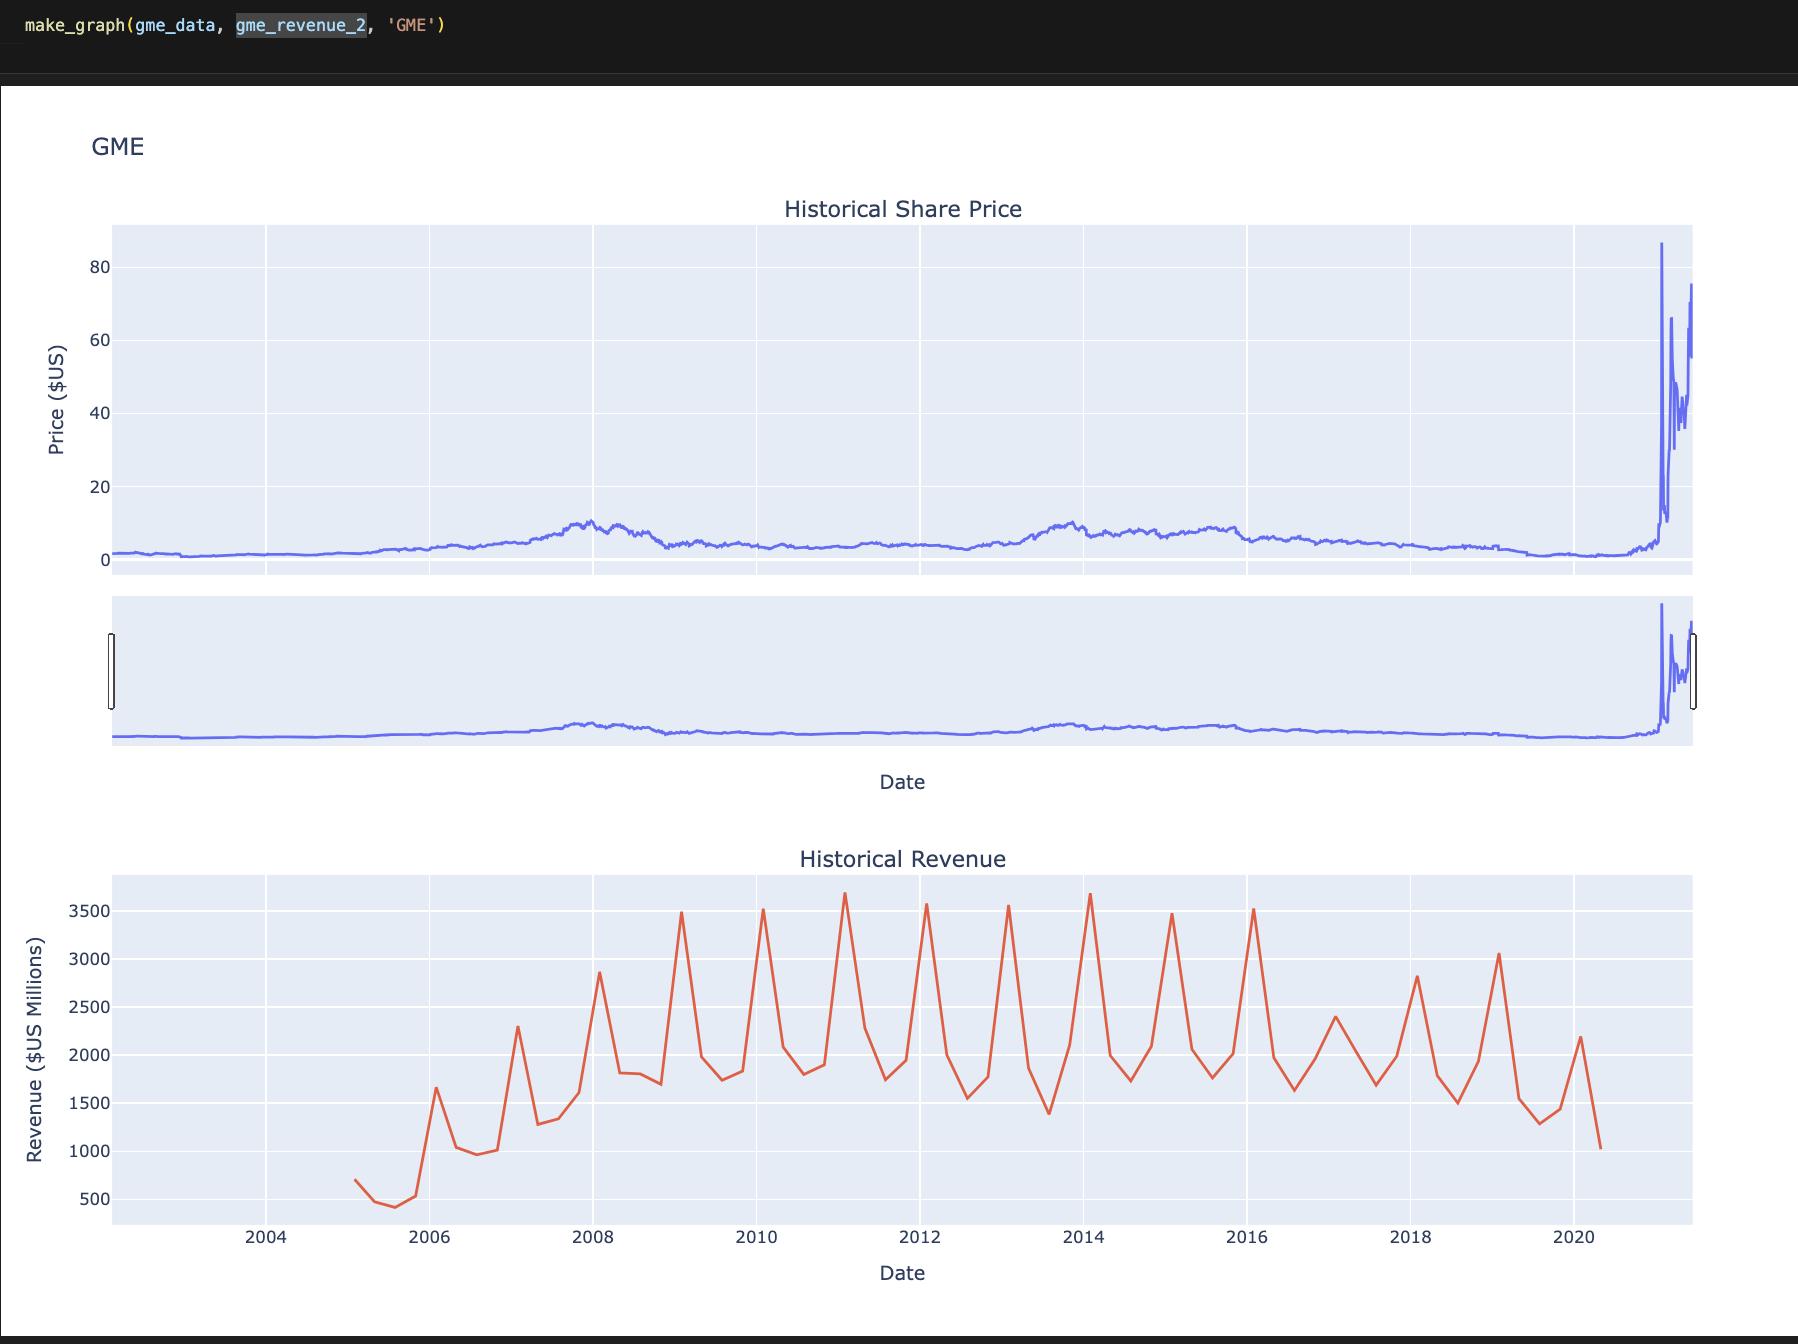 make_graph(gme_data, gme_revenue_2, 'GME')
GME
Historical Share Price
80
60
40
20
0
Price ($US)
Date
Historical Revenue
3500
3000
2500
2000
1500
1000
500
Revenue ($US Millions)
2004 2006 2008 2010 2012 2014 2016 2018 2020
Date